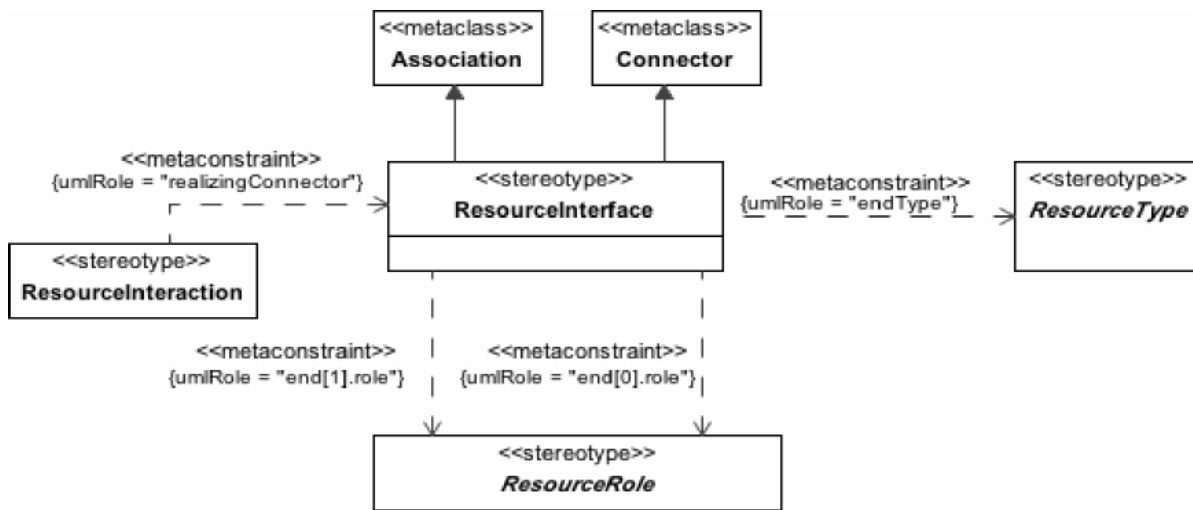 <<metaclass>>
Association
<<metaclass>>
Connector
<<metaconstraint>>
{umlRole = "realizingConnector"}
<<stereotype>>
ResourceInterface
<<metaconstraint>>
{umlRole = "endType"}
<<stereotype>>
ResourceType
<<stereotype>>
ResourceInteraction
<<metaconstraint>>
{umlRole = "end[1].role"}
<<metaconstraint>>
{umlRole = "end[0].role"}
<<stereotype>>
ResourceRole